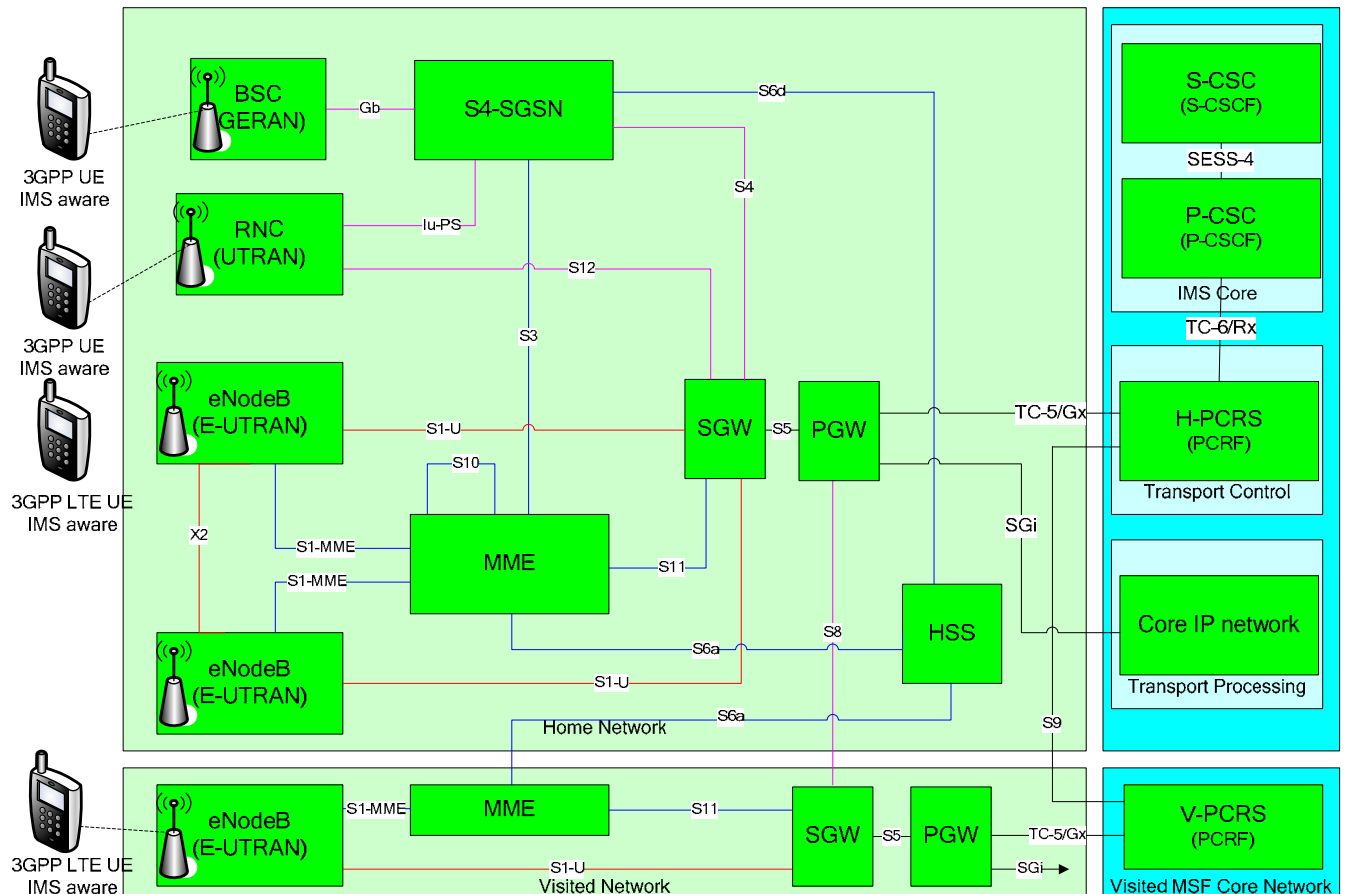 BSC
(GERAN)
Gb
S4-SGSN
S6d
S-CSC
(S-CSCF)
SESS-4
3GPP UE
IMS aware
S4
RNC
(UTRAN)
Iu-PS
P-CSC
(P-CSCF)
S12
IMS Core
TC-6/Rx
S3
3GPP UE
IMS aware
eNodeB
(E-UTRAN)
S1-U
SGW
S5
PGW
TC-5/Gx
H-PCRS
(PCRF)
S10
Transport Control
3GPP LTE UE
IMS aware
X2
S1-MME
MME
S11
SGi
S1-MME
Core IP network
S8
HSS
S6a
eNodeB
(E-UTRAN)
S1-U
Transport Processing
S6a
Home Network
S9
eNodeB
(E-UTRAN)
S1-MME
MME
S11
SGW
S5
PGW
TC-5/Gx
V-PCRS
(PCRF)
3GPP LTE UE
IMS aware
S1-U
SGi
Visited Network
Visited MSF Core Network